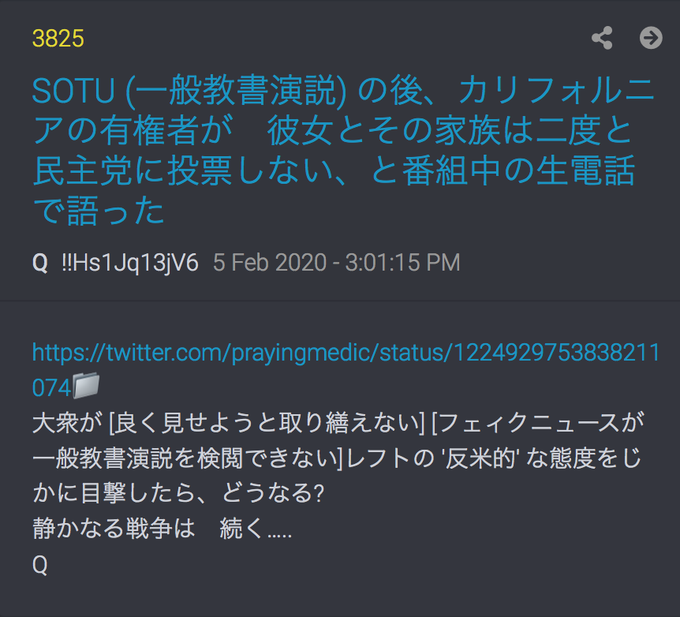 3825
SOTU (一般教書演説) の後、カリフォルニ
アの有権者が　彼女とその家族は二度と
民主党に投票しない、と番組中の生電話
で語った
Q !!Hs1Jq13jV6 5 Feb 2020 - 3:01:15 PM
https://twitter.com/prayingmedic/status/1224929753838211
074
大衆が [良く見せようと取り繕えない] [フェィクニュースが
一般教書演説を検閲できない]レフトの '反米的' な態度をじ
かに目撃したら、どうなる?
静かなる戦争は　続く.....
Q